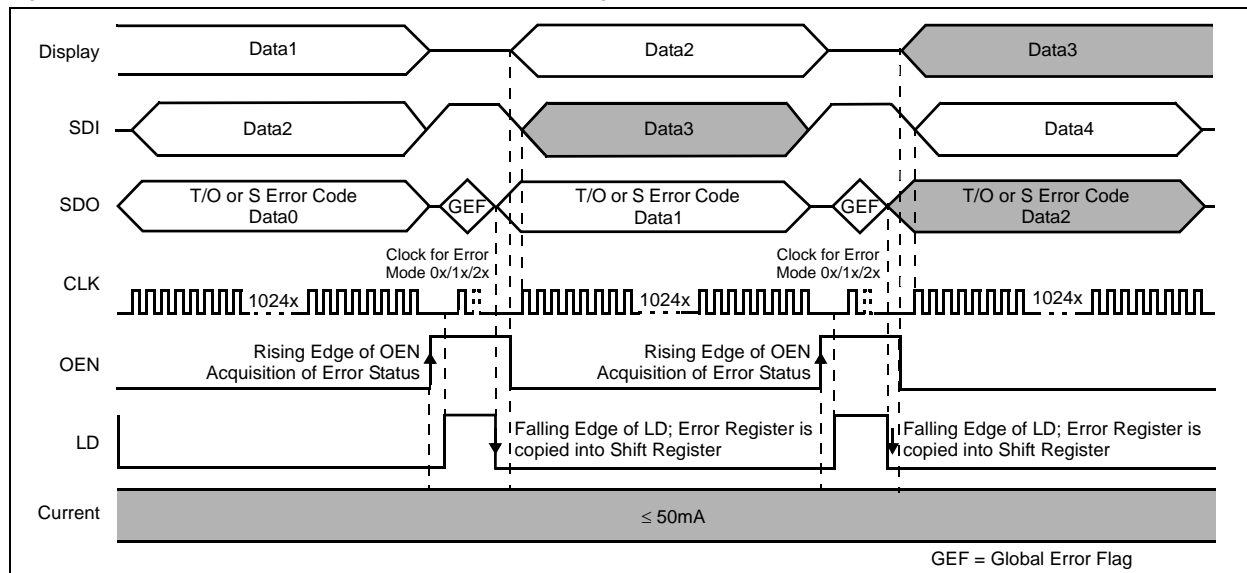 Display
Data1
Data2
Data3
SDI
Data2
Data3
Data4
SDO
T/O or S Error Code
Data0
GEF
T/O or S Error Code
Data1
GEF
T/O or S Error Code
Data2
Clock for Error
Mode 0x/1x/2x
Clock for Error
Mode 0x/1x/2x
CLK
1024x
1024x
1024x
OEN
Rising Edge of OEN
Acquisition of Error Status
Rising Edge of OEN
Acquisition of Error Status
LD
Falling Edge of LD; Error Register is
copied into Shift Register
Falling Edge of LD; Error Register is
copied into Shift Register
Current
≤ 50mA
GEF = Global Error Flag